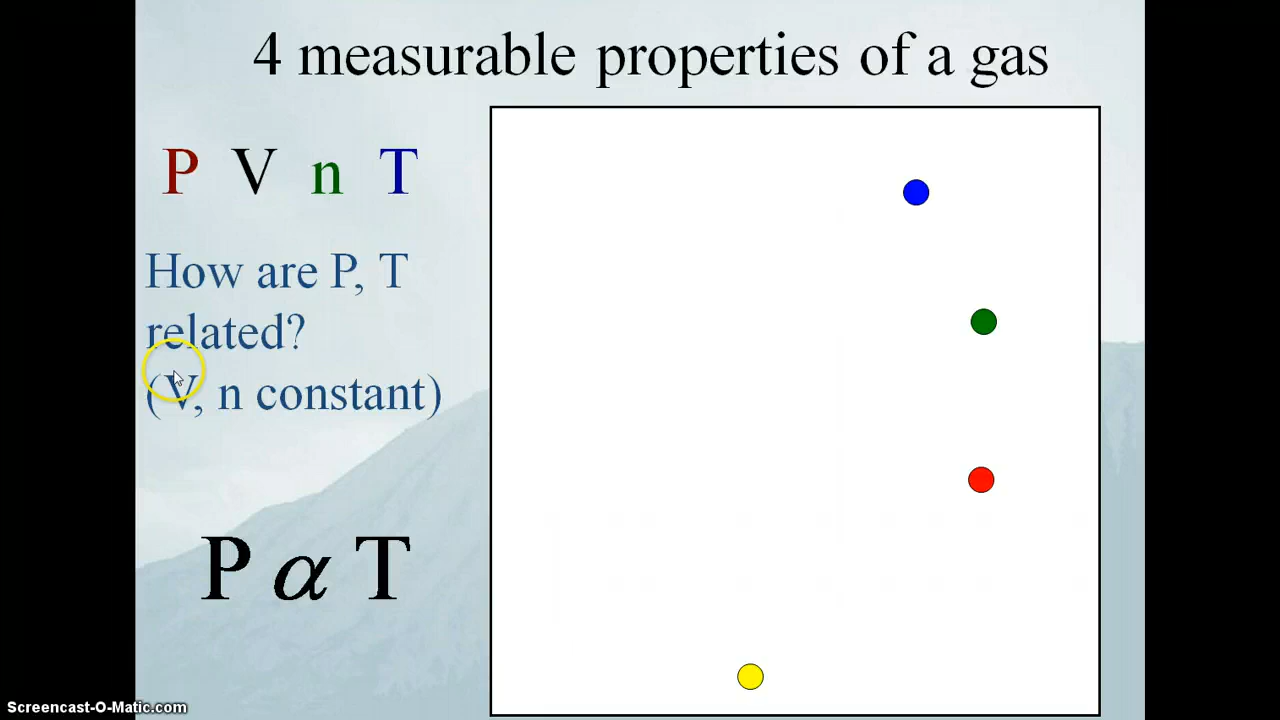 4 measurable properties of a gas
P V n T
How are P, T
related?
(V, n constant)
P α T
Screencast-O-Matic.com